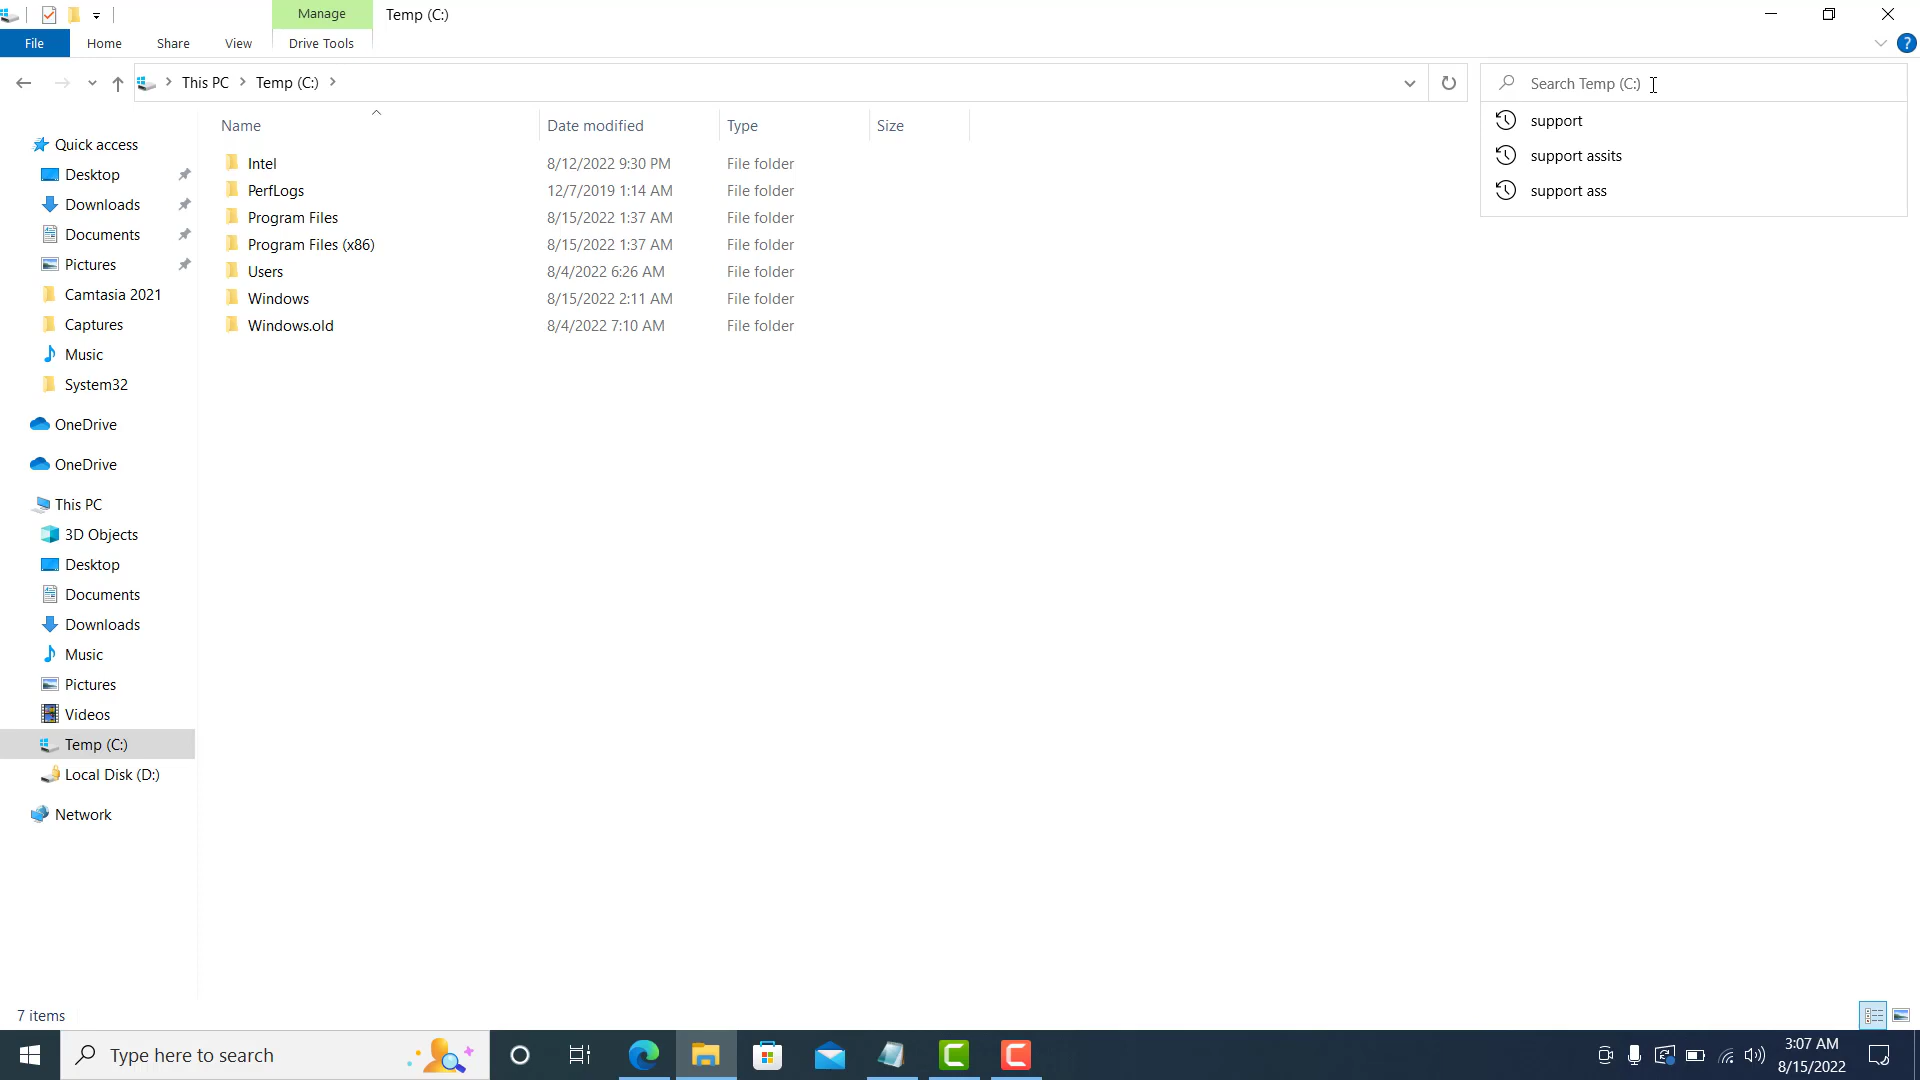 Manage
Temp (C:)
File
Home
Share
View
Drive Tools
This PC
Temp (C:)
Search Temp (C:)
support
support assits
support ass
Name
Date modified
Type
Size
Intel 8/12/2022 9:30 PM File folder
PerfLogs 12/7/2019 1:14 AM File folder
Program Files 8/15/2022 1:37 AM File folder
Program Files (x86) 8/15/2022 1:37 AM File folder
Users 8/4/2022 6:26 AM File folder
Windows 8/15/2022 2:11 AM File folder
Windows.old 8/4/2022 7:10 AM File folder
Quick access
Desktop
Downloads
Documents
Pictures
Camtasia 2021
Captures
Music
System32
OneDrive
OneDrive
This PC
3D Objects
Desktop
Documents
Downloads
Music
Pictures
Videos
Temp (C:)
Local Disk (D:)
Network
7 items
Type here to search
3:07 AM
8/15/2022